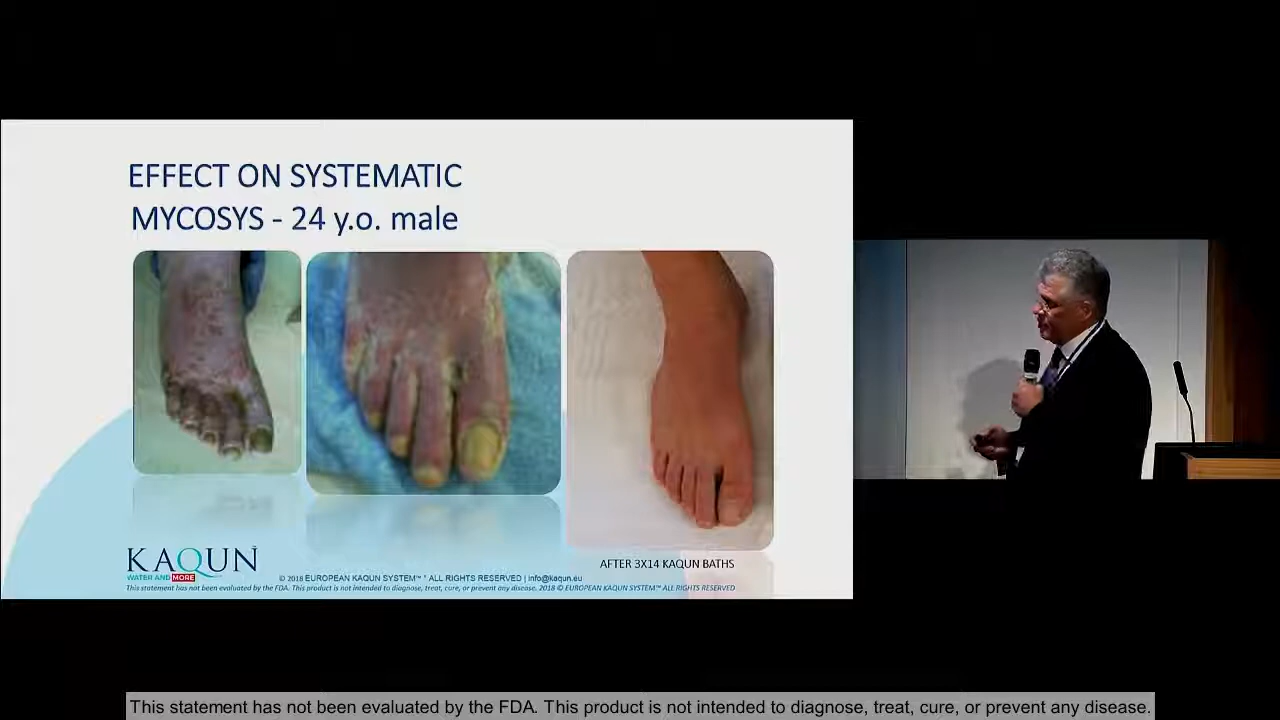 EFFECT ON SYSTEMATIC
MYCOSYS - 24 y.o. male
AFTER 3X14 KAQUN BATHS
KAQUN™
WATER AND MORE
© 2018 EUROPEAN KAQUN SYSTEM™ * ALL RIGHTS RESERVED | info@kaqun.eu
This statement has not been evaluated by the FDA. This product is not intended to diagnose, treat, cure, or prevent any disease. 2018 © EUROPEAN KAQUN SYSTEM™ ALL RIGHTS RESERVED
This statement has not been evaluated by the FDA. This product is not intended to diagnose, treat, cure, or prevent any disease.